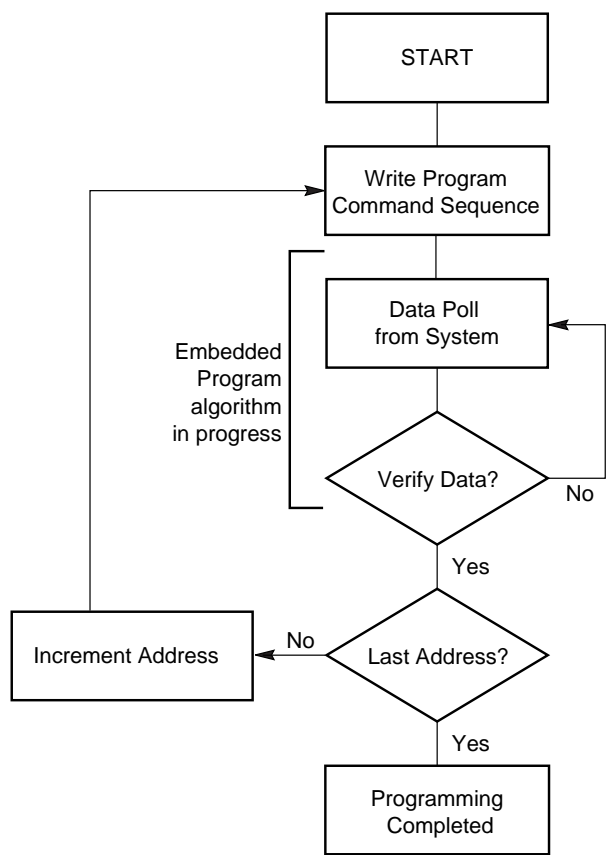 START
Write Program
Command Sequence
Data Poll
from System
Embedded
Program
algorithm
in progress
Verify Data?
No
Yes
No
Increment Address
Last Address?
Yes
Programming
Completed